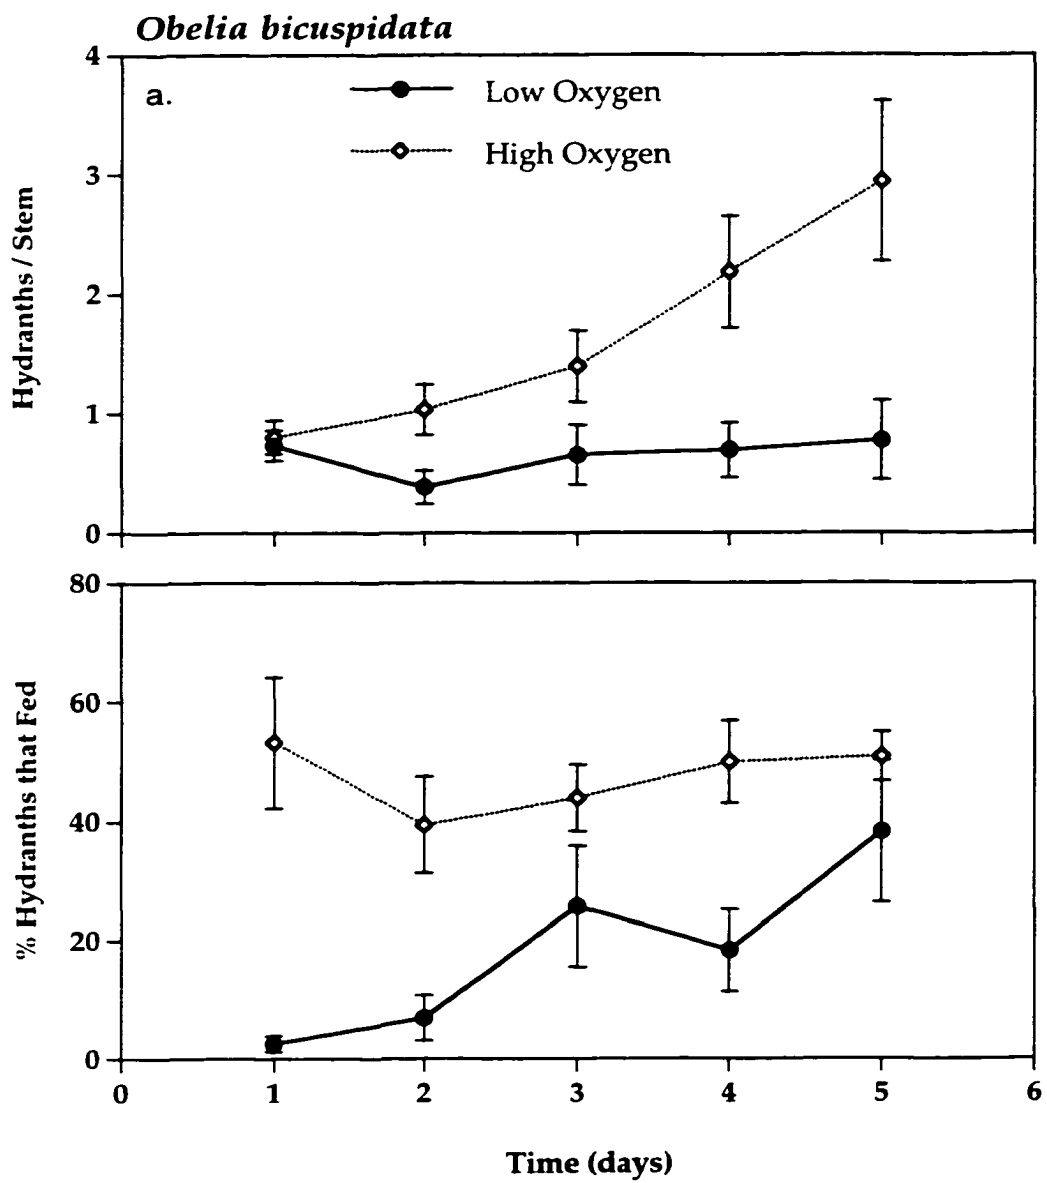 Obelia bicuspidata
a.
Low Oxygen
High Oxygen
4
3
2
1
0
Hydranths / Stem
80
60
40
20
0
% Hydranths that Fed
0 1 2 3 4 5 6
Time (days)